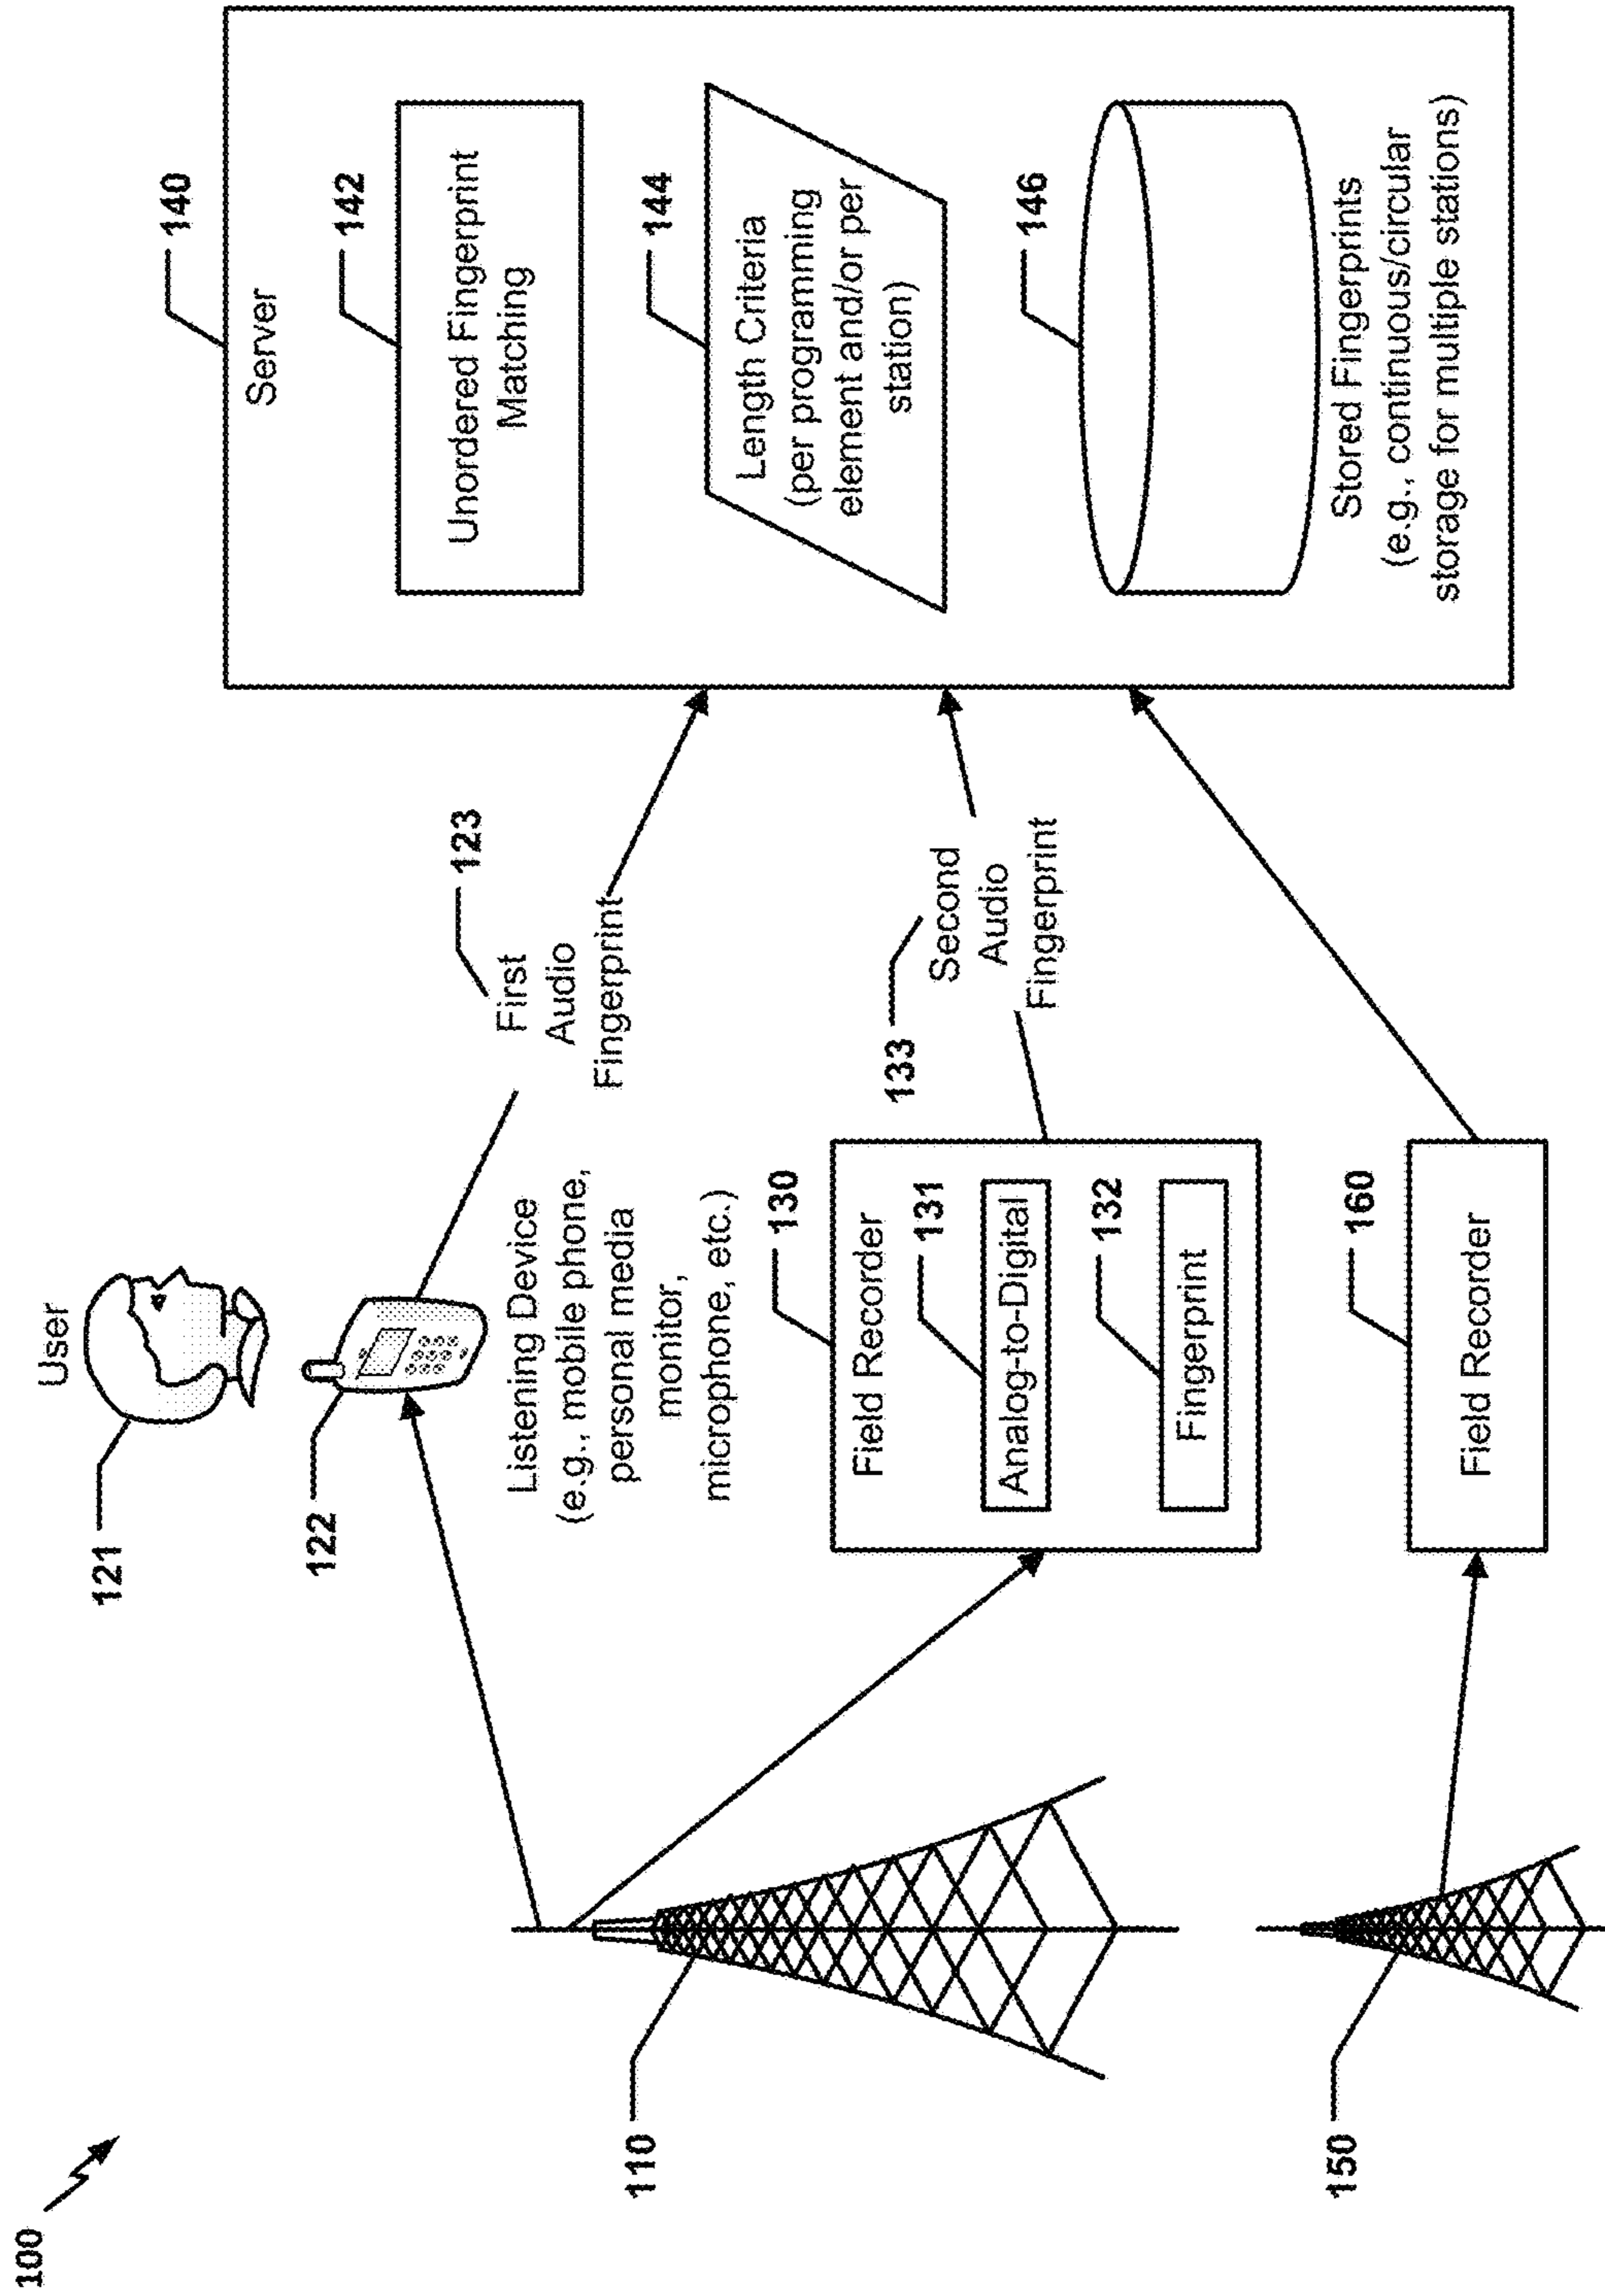 100
User
121
122
Listening Device
(e.g., mobile phone,
personal media
monitor,
microphone, etc.)
123
First
Audio
Fingerprint
110
130
Field Recorder
131
Analog-to-Digital
132
Fingerprint
133
Second
Audio
Fingerprint
150
160
Field Recorder
140
Server
142
Unordered Fingerprint
Matching
144
Length Criteria
(per programming
element and/or per
station)
146
Stored Fingerprints
(e.g., continuous/circular
storage for multiple stations)